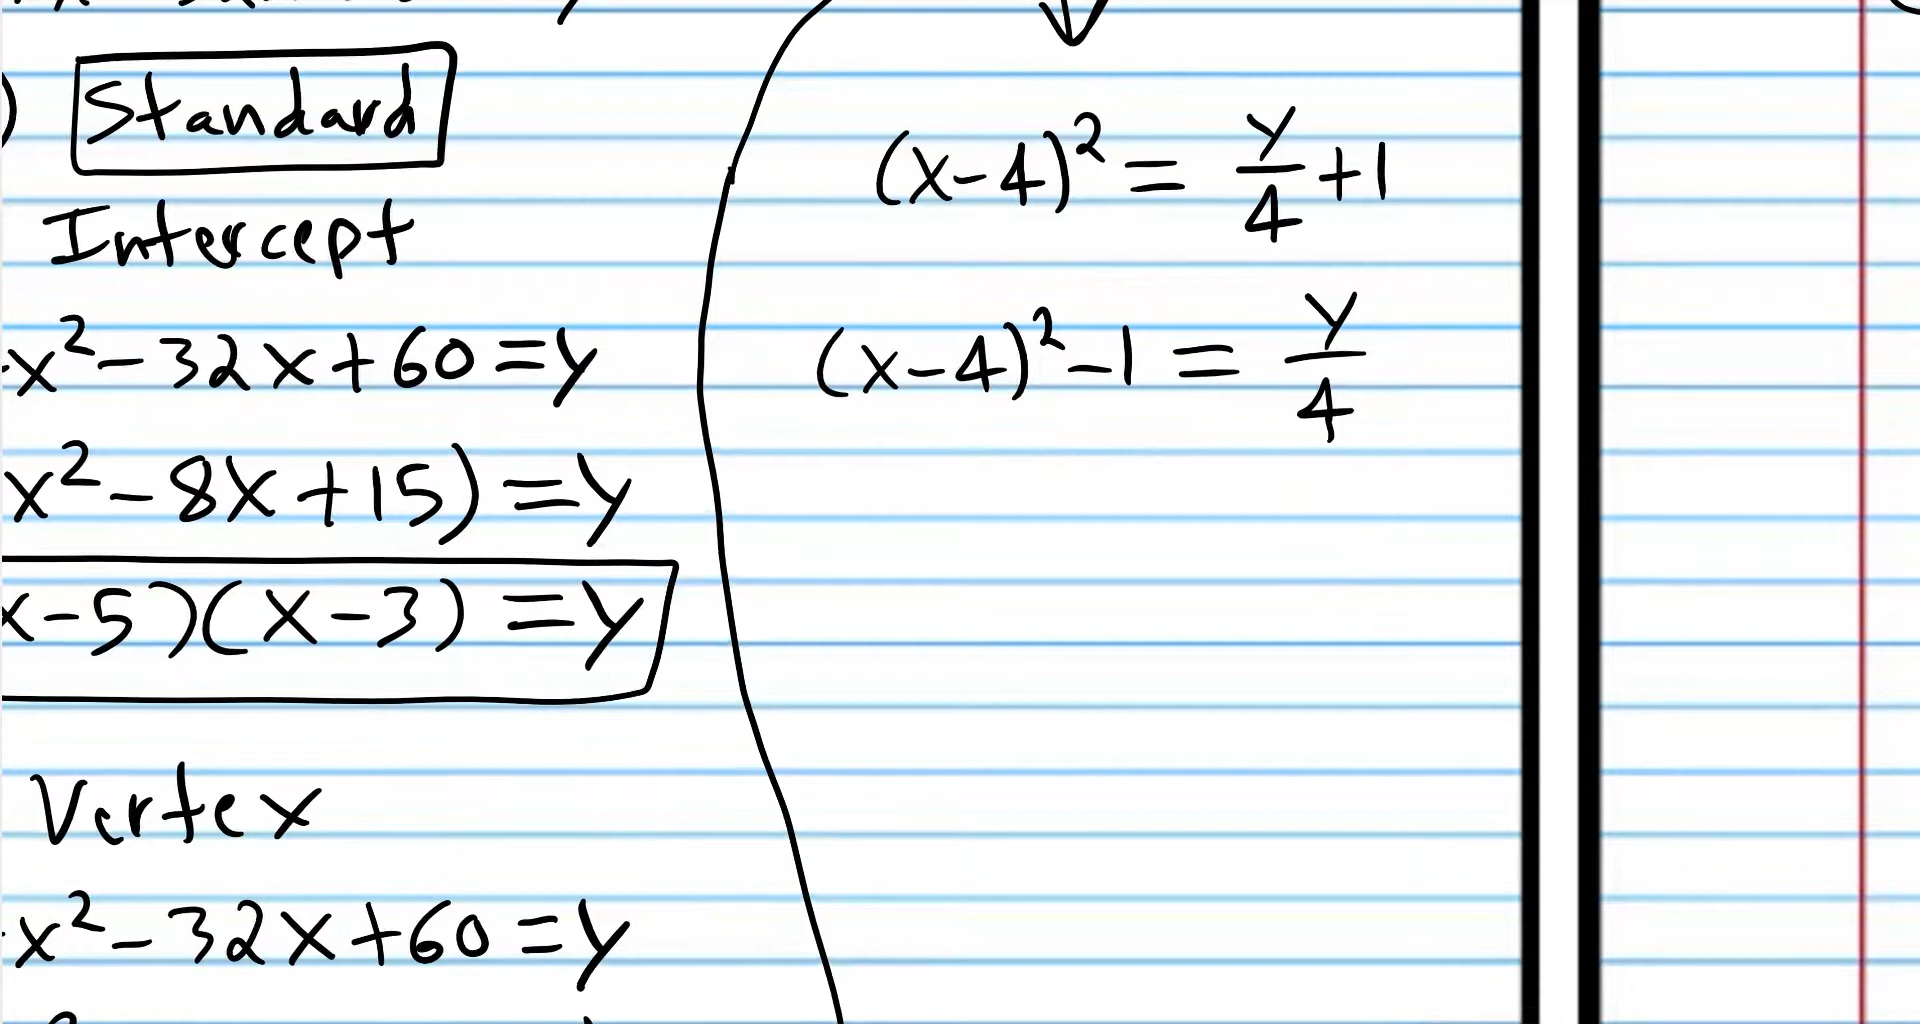 ) Standard
Intercept
x² - 32x + 60 = y
x² - 8x + 15) = y
x - 5)(x - 3) = y
Vertex
x² - 32x + 60 = y
(x - 4)² = y/4 + 1
(x - 4)² - 1 = y/4